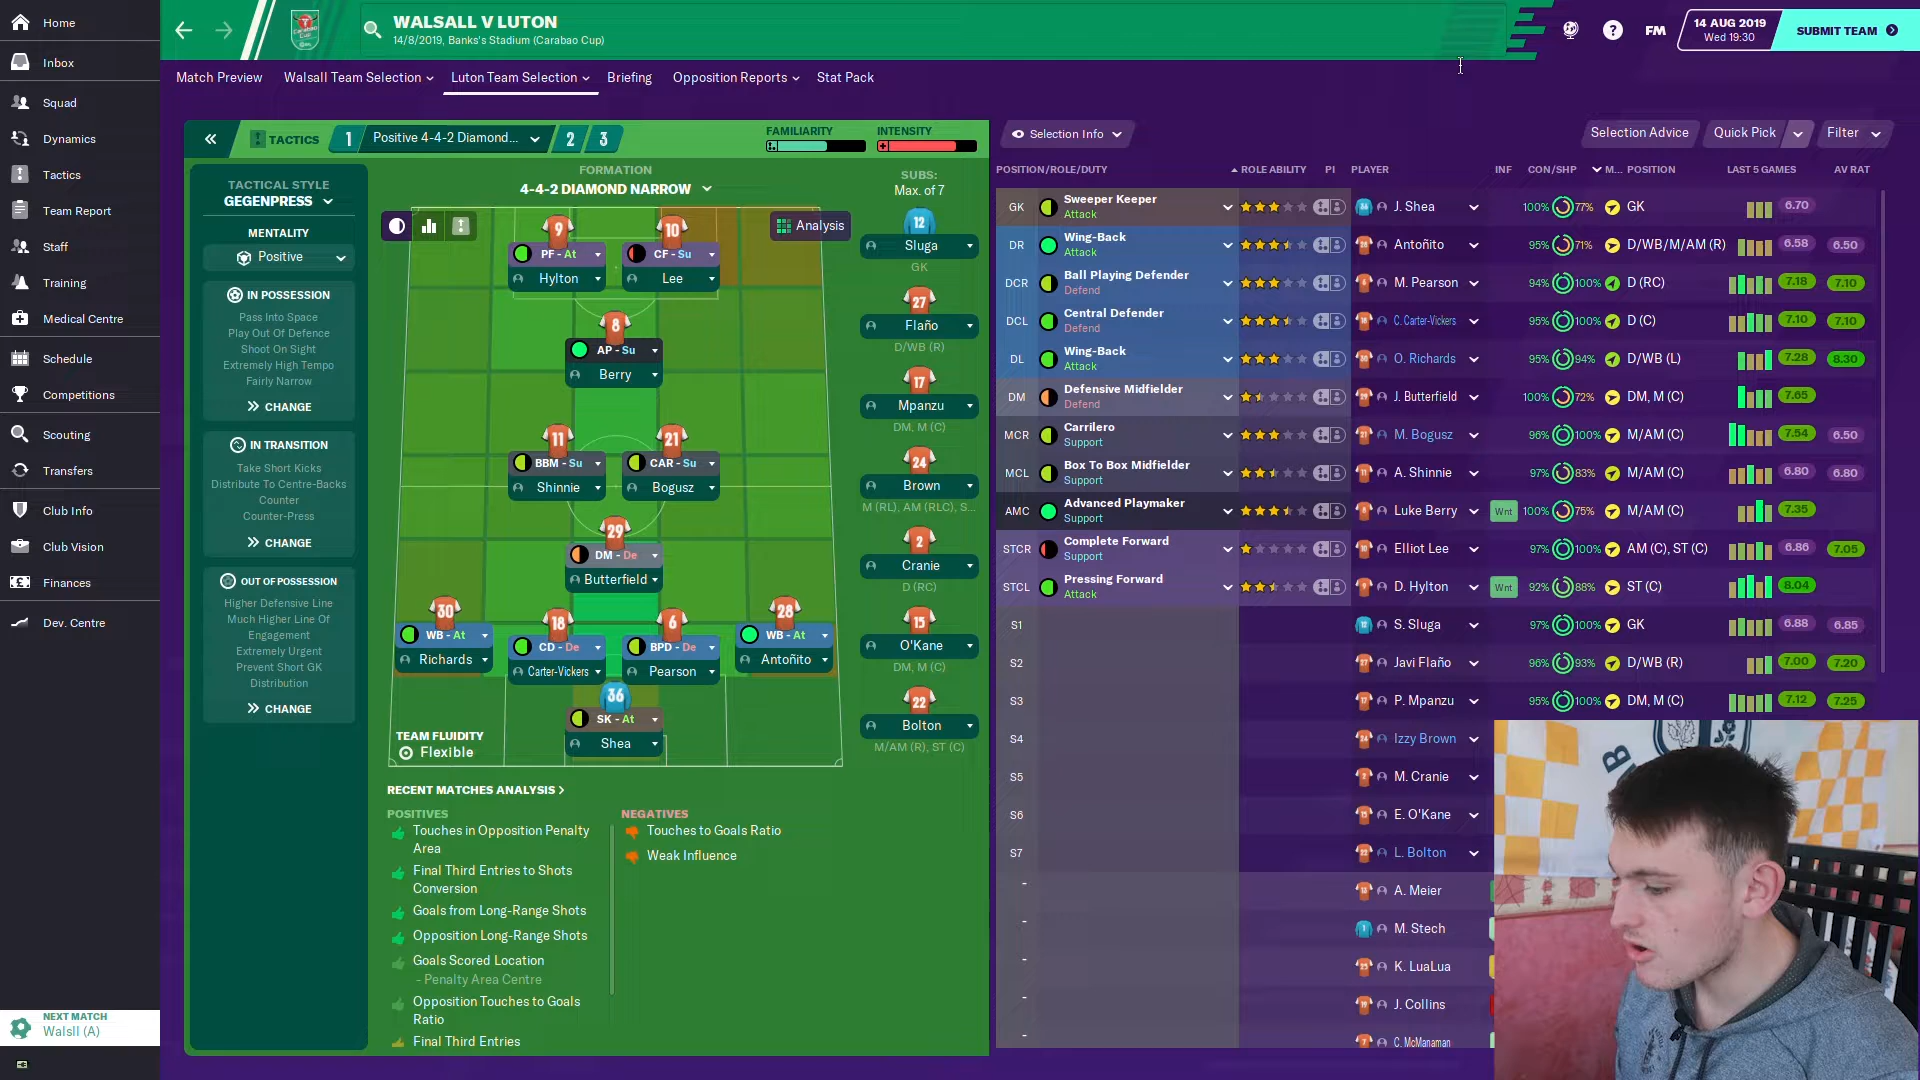 Home
Inbox
Squad
Dynamics
Tactics
Team Report
Staff
Training
Medical Centre
Schedule
Competitions
Scouting
Transfers
Club Info
Club Vision
Finances
Dev. Centre
NEXT MATCH
Walsll (A)
WALSALL V LUTON
14/8/2019, Banks's Stadium (Carabao Cup)
FM
14 AUG 2019
Wed 19:30
SUBMIT TEAM
Match Preview Walsall Team Selection Luton Team Selection Briefing Opposition Reports Stat Pack
TACTICS 1 Positive 4-4-2 Diamond... 2 3
FAMILIARITY INTENSITY
TACTICAL STYLE
GEGENPRESS
MENTALITY
Positive
IN POSSESSION
Pass Into Space
Play Out Of Defence
Shoot On Sight
Extremely High Tempo
Fairly Narrow
CHANGE
IN TRANSITION
Take Short Kicks
Distribute To Centre-Backs
Counter
Counter-Press
CHANGE
OUT OF POSSESSION
Higher Defensive Line
Much Higher Line Of
Engagement
Extremely Urgent
Prevent Short GK
Distribution
CHANGE
FORMATION
4-4-2 DIAMOND NARROW
Analysis
9
PF - At
Hylton
10
CF - Su
Lee
8
AP - Su
Berry
11
BBM - Su
Shinnie
21
CAR - Su
Bogusz
29
DM - De
Butterfield
30
WB - At
Richards
18
CD - De
Carter-Vickers
6
BPD - De
Pearson
28
WB - At
Antoñito
36
SK - At
Shea
TEAM FLUIDITY
Flexible
SUBS:
Max. of 7
12
Sluga
GK
27
Flaño
D/WB (R)
17
Mpanzu
DM, M (C)
24
Brown
M (RL), AM (RLC), S...
2
Cranie
D (RC)
15
O'Kane
DM, M (C)
22
Bolton
M/AM (R), ST (C)
RECENT MATCHES ANALYSIS >
POSITIVES
Touches in Opposition Penalty
Area
Final Third Entries to Shots
Conversion
Goals from Long-Range Shots
Opposition Long-Range Shots
Goals Scored Location
- Penalty Area Centre
Opposition Touches to Goals
Ratio
Final Third Entries
NEGATIVES
Touches to Goals Ratio
Weak Influence
Selection Info
Selection Advice Quick Pick Filter
POSITION/ROLE/DUTY ROLE ABILITY PI PLAYER INF CON/SHP M... POSITION LAST 5 GAMES AV RAT
GK Sweeper Keeper Attack J. Shea 100% 77% GK 6.70
DR Wing-Back Attack Antoñito 95% 71% D/WB/M/AM (R) 6.58 6.50
DCR Ball Playing Defender Defend M. Pearson 94% 100% D (RC) 7.18 7.10
DCL Central Defender Defend C. Carter-Vickers 95% 100% D (C) 7.10 7.10
DL Wing-Back Attack O. Richards 95% 94% D/WB (L) 7.28 8.30
DM Defensive Midfielder Defend J. Butterfield 100% 72% DM, M (C) 7.65
MCR Carrilero Support M. Bogusz 96% 100% M/AM (C) 7.54 6.50
MCL Box To Box Midfielder Support A. Shinnie 97% 83% M/AM (C) 6.80 6.80
AMC Advanced Playmaker Support Luke Berry Wnt 100% 75% M/AM (C) 7.35
STCR Complete Forward Support Elliot Lee 97% 100% AM (C), ST (C) 6.86 7.05
STCL Pressing Forward Attack D. Hylton Wnt 92% 88% ST (C) 8.04
S1 S. Sluga 97% 100% GK 6.88 6.85
S2 Javi Flaño 96% 93% D/WB (R) 7.00 7.20
S3 P. Mpanzu 95% 100% DM, M (C) 7.12 7.25
S4 Izzy Brown
S5 M. Cranie
S6 E. O'Kane
S7 L. Bolton
- A. Meier
- M. Stech
- K. LuaLua
- J. Collins
- C. McManaman